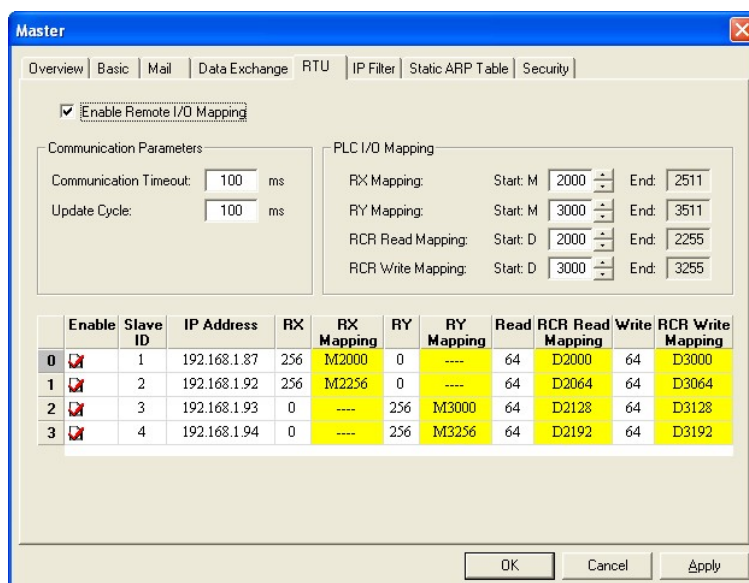 Master
Overview Basic Mail Data Exchange RTU IP Filter Static ARP Table Security
Enable Remote I/O Mapping
Communication Parameters
Communication Timeout: 100 ms
Update Cycle: 100 ms
PLC I/O Mapping
RX Mapping: Start: M 2000 End: 2511
RY Mapping: Start: M 3000 End: 3511
RCR Read Mapping: Start: D 2000 End: 2255
RCR Write Mapping: Start: D 3000 End: 3255
Enable Slave ID IP Address RX RX Mapping RY RY Mapping Read RCR Read Mapping Write RCR Write Mapping
0 1 192.168.1.87 256 M2000 0 ---- 64 D2000 64 D3000
1 2 192.168.1.92 256 M2256 0 ---- 64 D2064 64 D3064
2 3 192.168.1.93 0 ---- 256 M3000 64 D2128 64 D3128
3 4 192.168.1.94 0 ---- 256 M3256 64 D2192 64 D3192
OK Cancel Apply